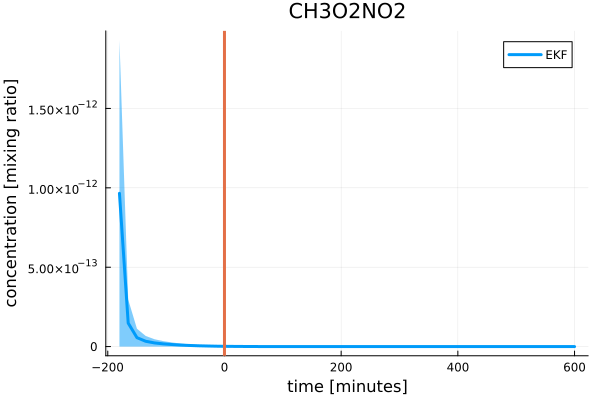 CH3O2NO2
EKF
concentration [mixing ratio]
1.50×10⁻¹²
1.00×10⁻¹²
5.00×10⁻¹³
0
−200 0 200 400 600
time [minutes]